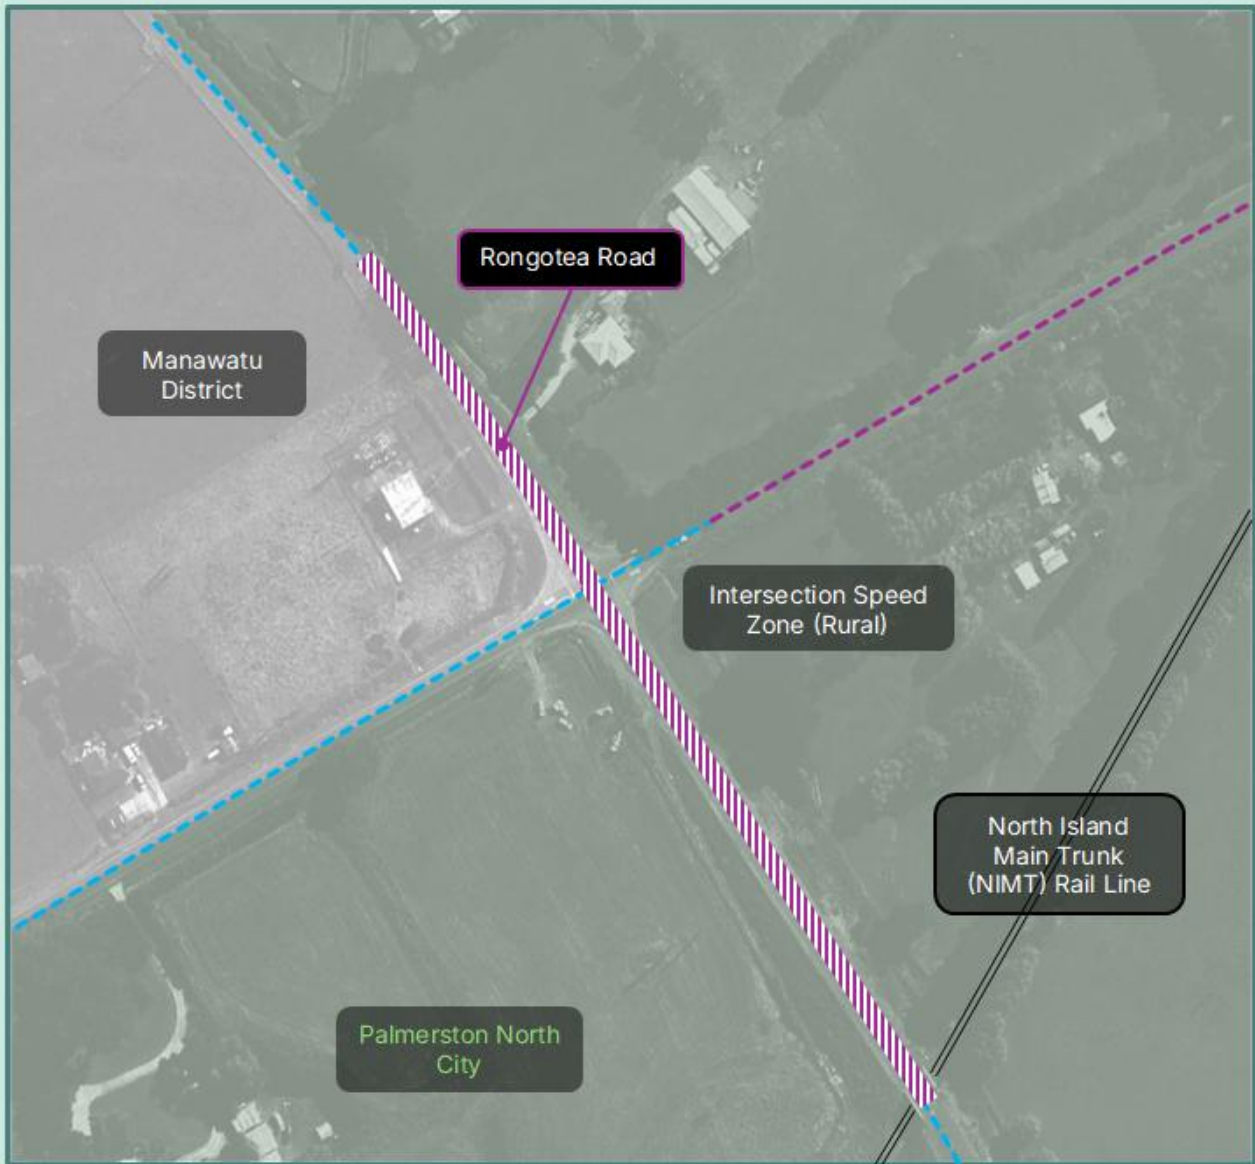 Rongotea Road
Manawatu
District
Intersection Speed
Zone (Rural)
North Island
Main Trunk
(NIMT) Rail Line
Palmerston North
City